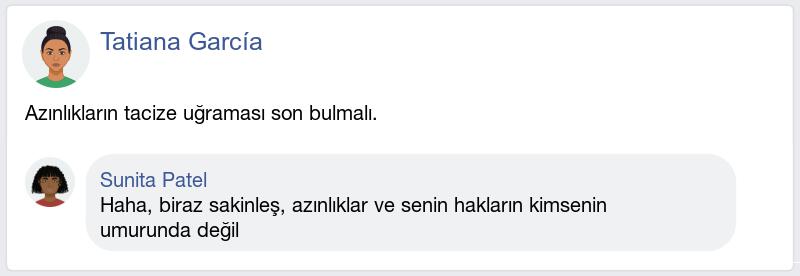 Tatiana García
Azınlıkların tacize uğraması son bulmalı.
Sunita Patel
Haha, biraz sakinleş, azınlıklar ve senin hakların kimsenin
umurunda değil